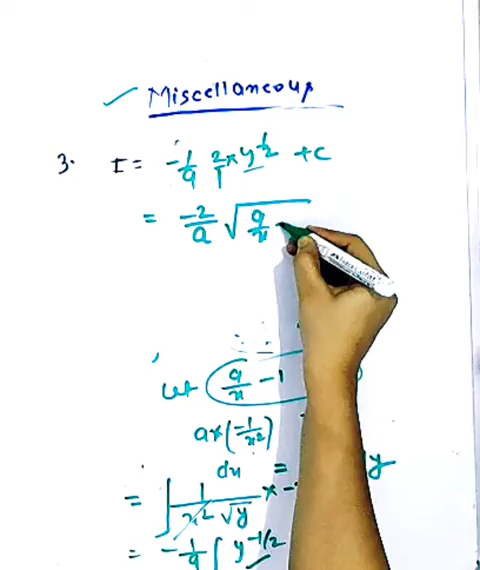 ✓ Miscellaneous
3. I = -1/a 2/1 × y^1/2 + c
= -2/a √a/x -
Let a/x - 1
a × (-1/x²)
dx = y
= ∫ 1/x²√y × -
= -1/a ∫ y^-1/2